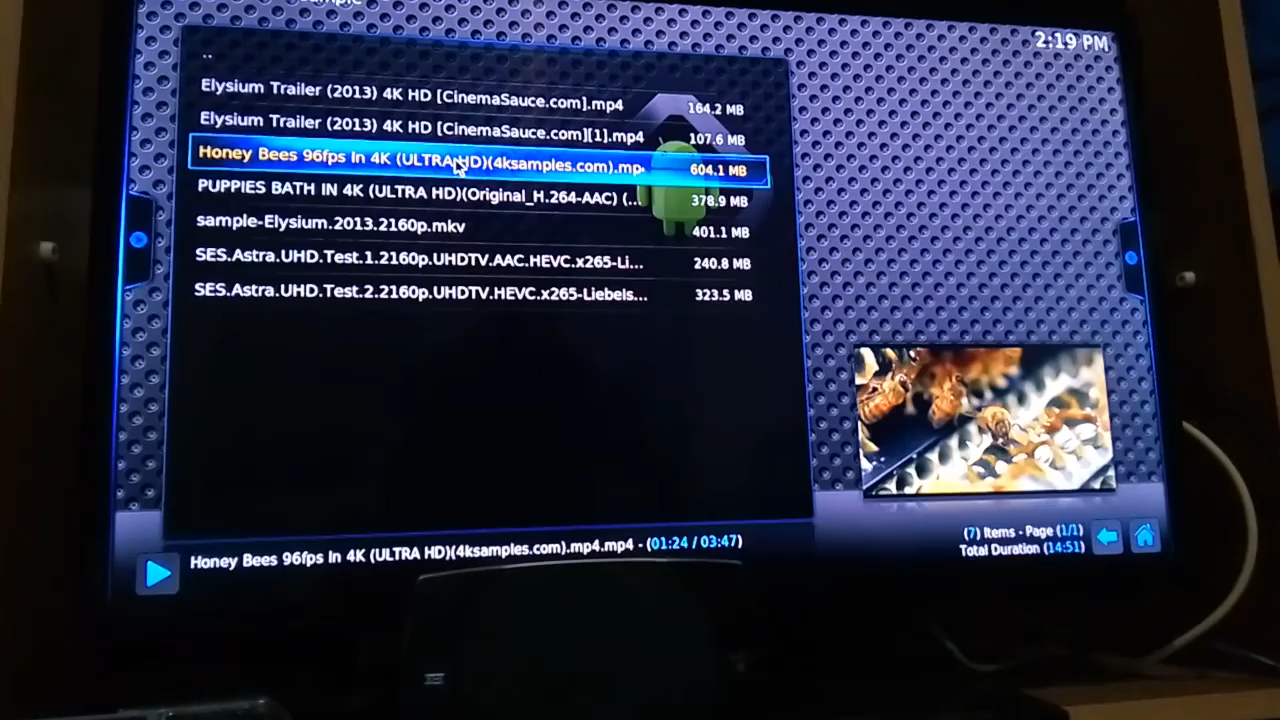 sample
2:19 PM
..
Elysium Trailer (2013) 4K HD [CinemaSauce.com].mp4 164.2 MB
Elysium Trailer (2013) 4K HD [CinemaSauce.com][1].mp4 107.6 MB
Honey Bees 96fps In 4K (ULTRA HD)(4ksamples.com).mp 604.1 MB
PUPPIES BATH IN 4K (ULTRA HD)(Original_H.264-AAC) (... 378.9 MB
sample-Elysium.2013.2160p.mkv 401.1 MB
SES.Astra.UHD.Test.1.2160p.UHDTV.AAC.HEVC.x265-Li... 240.8 MB
SES.Astra.UHD.Test.2.2160p.UHDTV.HEVC.x265-Liebels... 323.5 MB
Honey Bees 96fps In 4K (ULTRA HD)(4ksamples.com).mp4.mp4 - (01:24 / 03:47)
(7) Items - Page (1/1)
Total Duration (14:51)